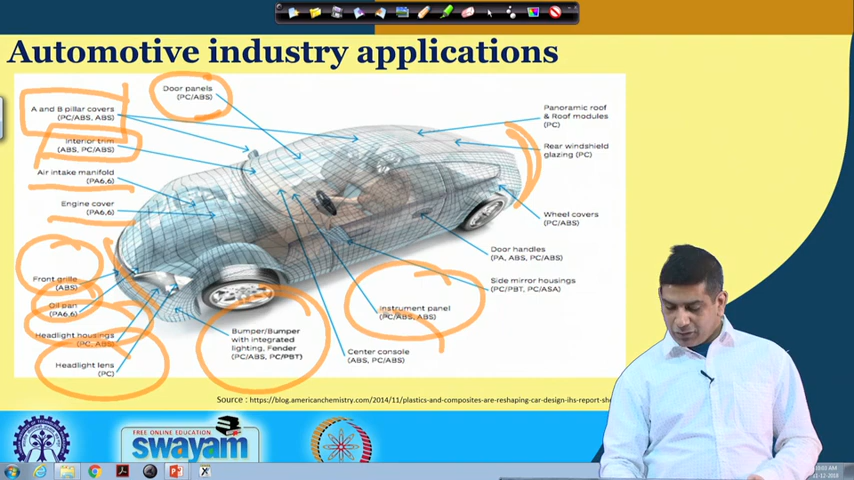 Automotive industry applications
Door panels
(PC/ABS)
A and B pillar covers
(PC/ABS, ABS)
Interior trim
(ABS, PC/ABS)
Air intake manifold
(PA6,6)
Engine cover
(PA6,6)
Front grille
(ABS)
Oil pan
(PA6,6)
Headlight housings
(PC, ABS)
Headlight lens
(PC)
Bumper/Bumper
with integrated
lighting, Fender
(PC/ABS, PC/PBT)
Center console
(ABS, PC/ABS)
Instrument panel
(PC/ABS, ABS)
Side mirror housings
(PC/PBT, PC/ASA)
Door handles
(PA, ABS, PC/ABS)
Wheel covers
(PC/ABS)
Rear windshield
glazing (PC)
Panoramic roof
& Roof modules
(PC)
Source : https://blog.americanchemistry.com/2014/11/plastics-and-composites-are-reshaping-car-design-ihs-report-sh
FREE ONLINE EDUCATION
swayam